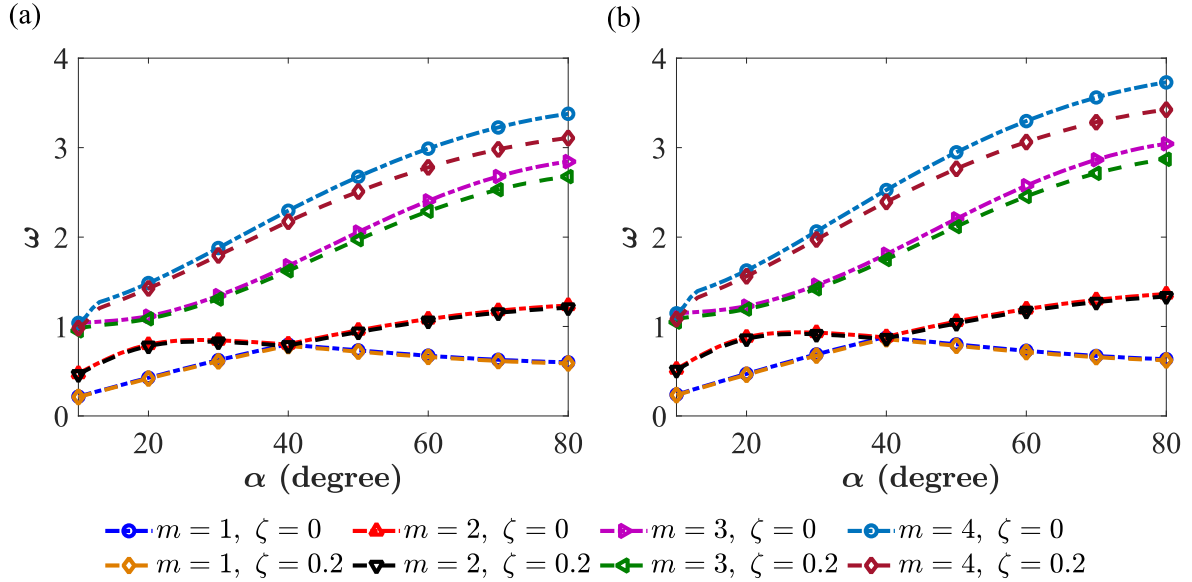 (a)
(b)
4
3
2
1
0
ω
20 40 60 80
α (degree)
4
3
2
1
0
ω
20 40 60 80
α (degree)
m = 1, ζ = 0 m = 2, ζ = 0 m = 3, ζ = 0 m = 4, ζ = 0
m = 1, ζ = 0.2 m = 2, ζ = 0.2 m = 3, ζ = 0.2 m = 4, ζ = 0.2